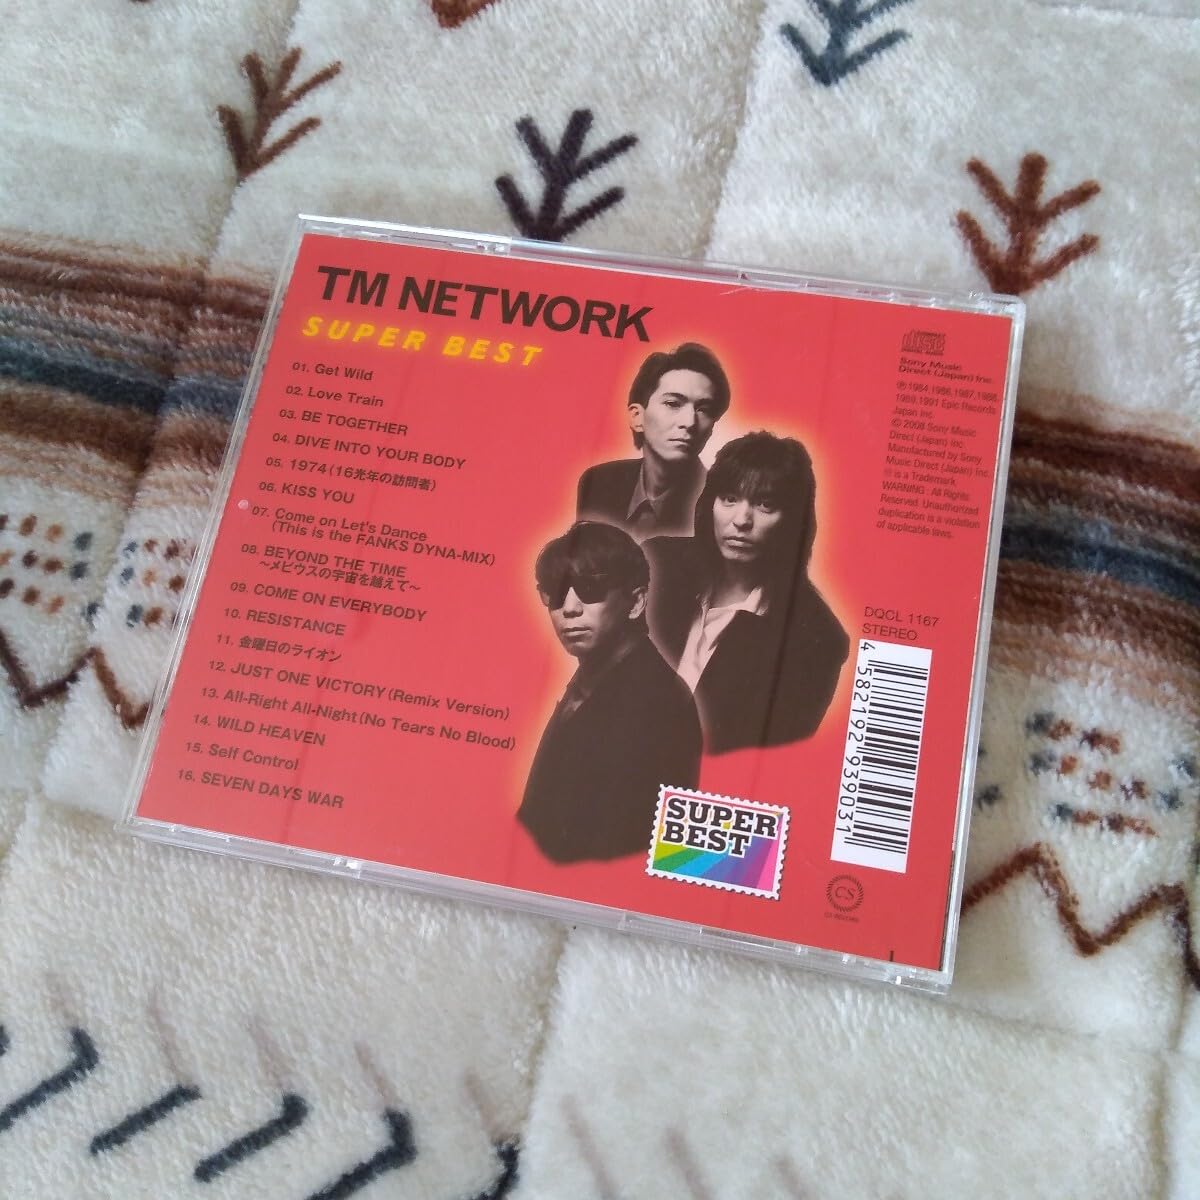 TM NETWORK
SUPER BEST
01. Get Wild
02. Love Train
03. BE TOGETHER
04. DIVE INTO YOUR BODY
05. 1974(16光年の訪問者)
06. KISS YOU
07. Come on Let's Dance
(This is the FANKS DYNA-MIX)
08. BEYOND THE TIME
～メビウスの宇宙を越えて～
09. COME ON EVERYBODY
10. RESISTANCE
11. 金曜日のライオン
12. JUST ONE VICTORY(Remix Version)
13. All-Right All-Night(No Tears No Blood)
14. WILD HEAVEN
15. Self Control
16. SEVEN DAYS WAR
COMPACT
disc
DIGITAL AUDIO
Sony Music
Direct (Japan) Inc.
℗ 1984,1986,1987,1988,
1989,1991 Epic Records
Japan Inc.
© 2008 Sony Music
Direct (Japan) Inc.
Manufactured by Sony
Music Direct (Japan) Inc.
is a Trademark.
WARNING : All Rights
Reserved. Unauthorized
duplication is a violation
of applicable laws.
DQCL 1167
STEREO
4 582192 939031
SUPER
BEST
CS